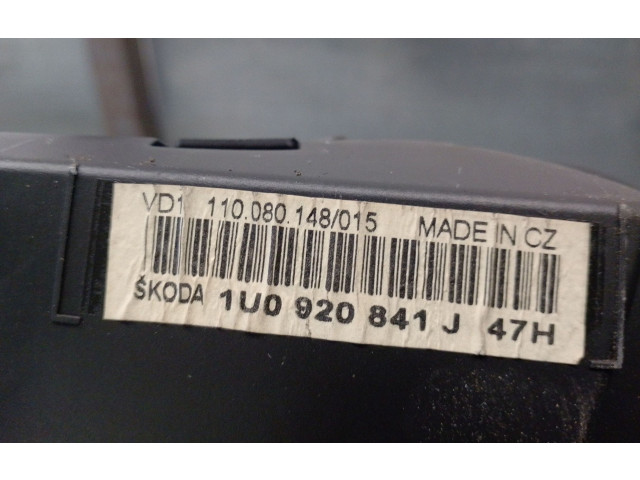 VD1 110.080.148/015 MADE IN CZ
ŠKODA 1U0 920 841 J 47H